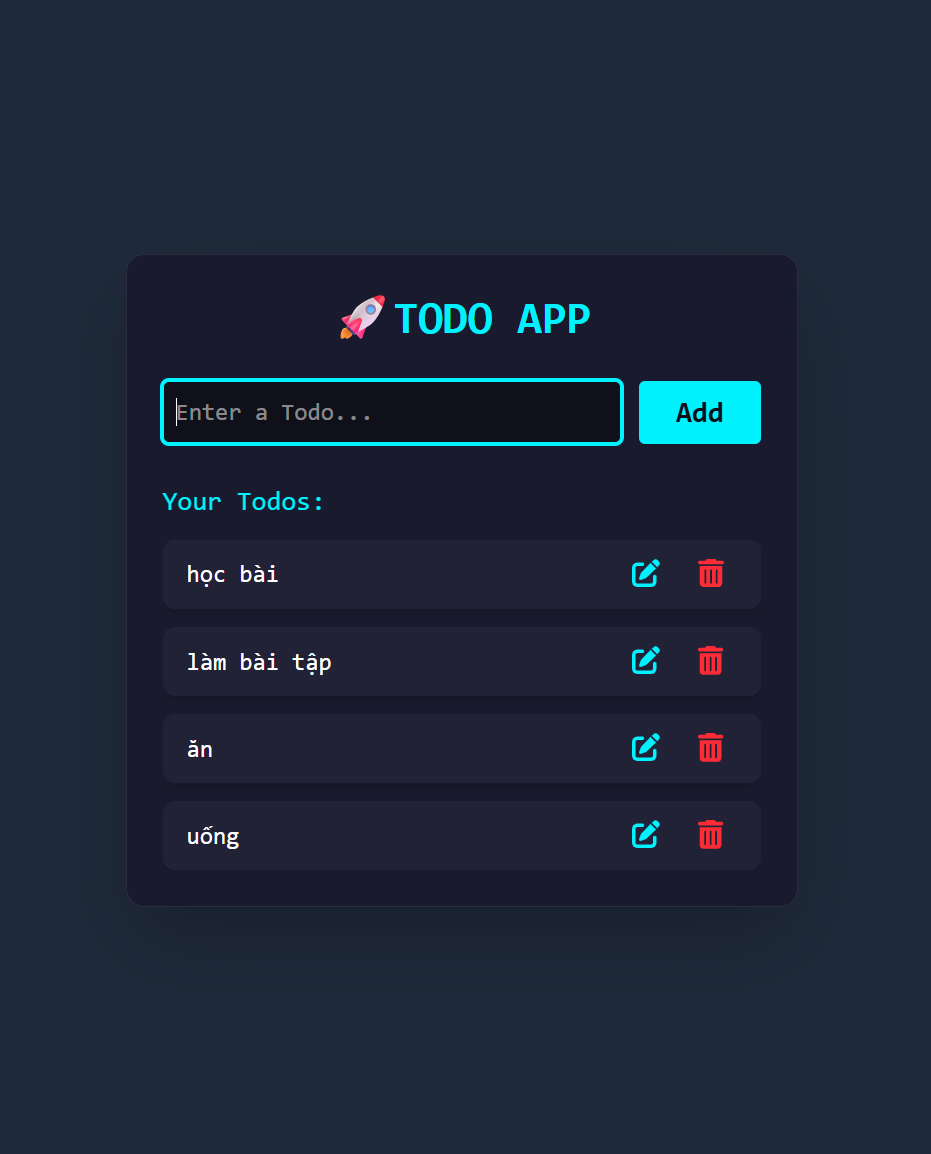 🚀 TODO APP
Enter a Todo...
Add
Your Todos:
học bài
làm bài tập
ăn
uống